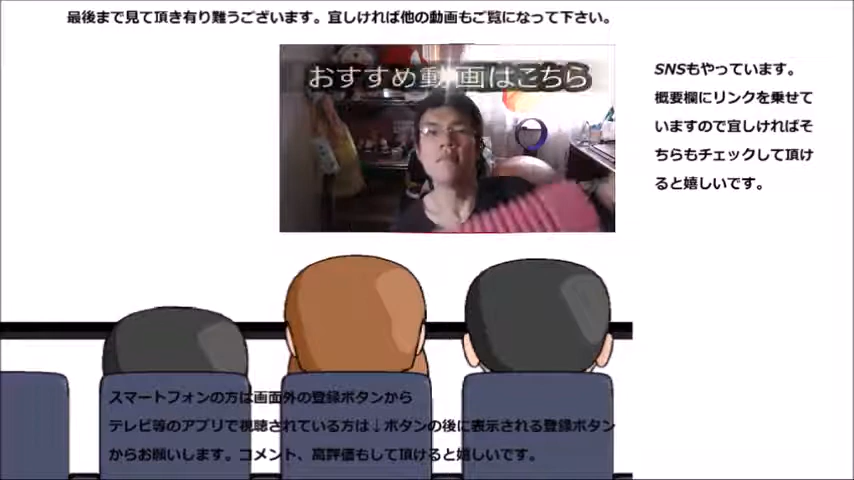 最後まで見て頂き有り難うございます。宜しければ他の動画もご覧になって下さい。
おすすめ動画はこちら
SNSもやっています。
概要欄にリンクを乗せて
いますので宜しければそ
ちらもチェックして頂け
ると嬉しいです。
スマートフォンの方は画面外の登録ボタンから
テレビ等のアプリで視聴されている方は↓ボタンの後に表示される登録ボタン
からお願いします。コメント、高評価もして頂けると嬉しいです。